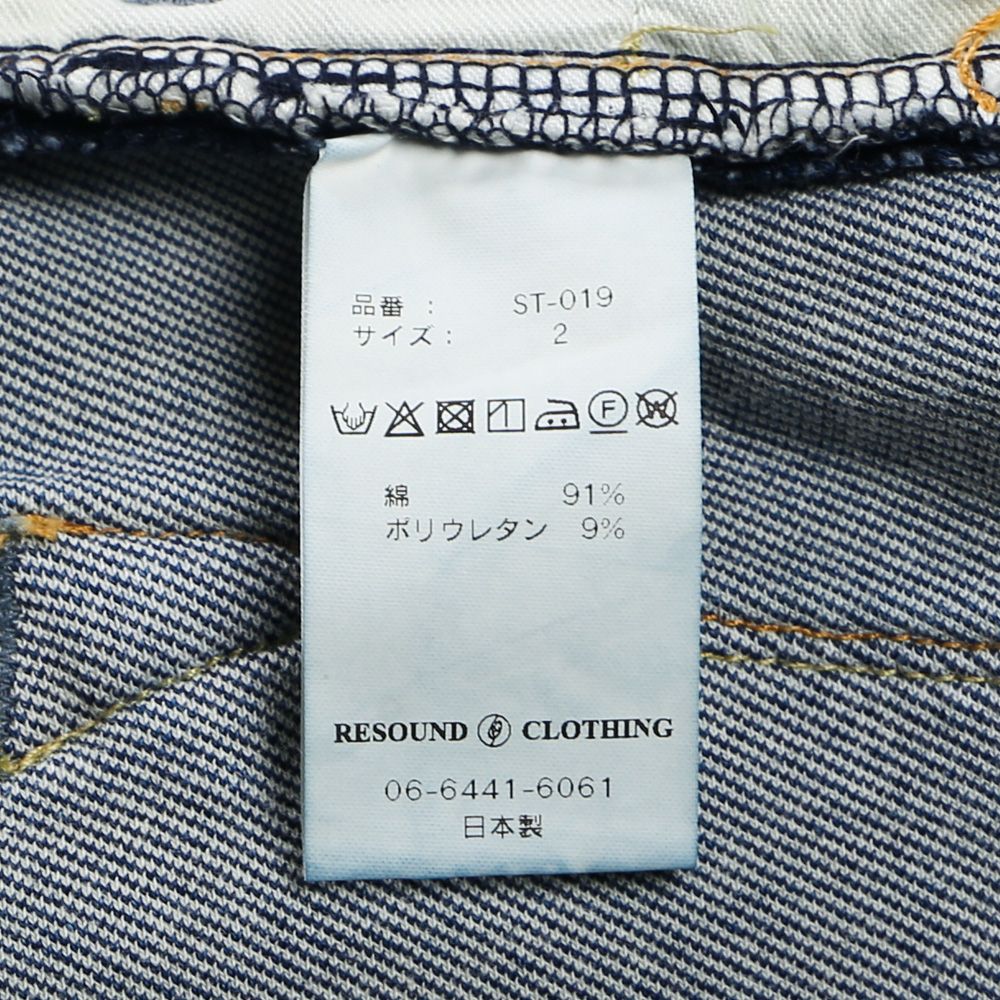 品番 : ST-019
サイズ : 2
F W
綿 91%
ポリウレタン 9%
RESOUND CLOTHING
06-6441-6061
日本製